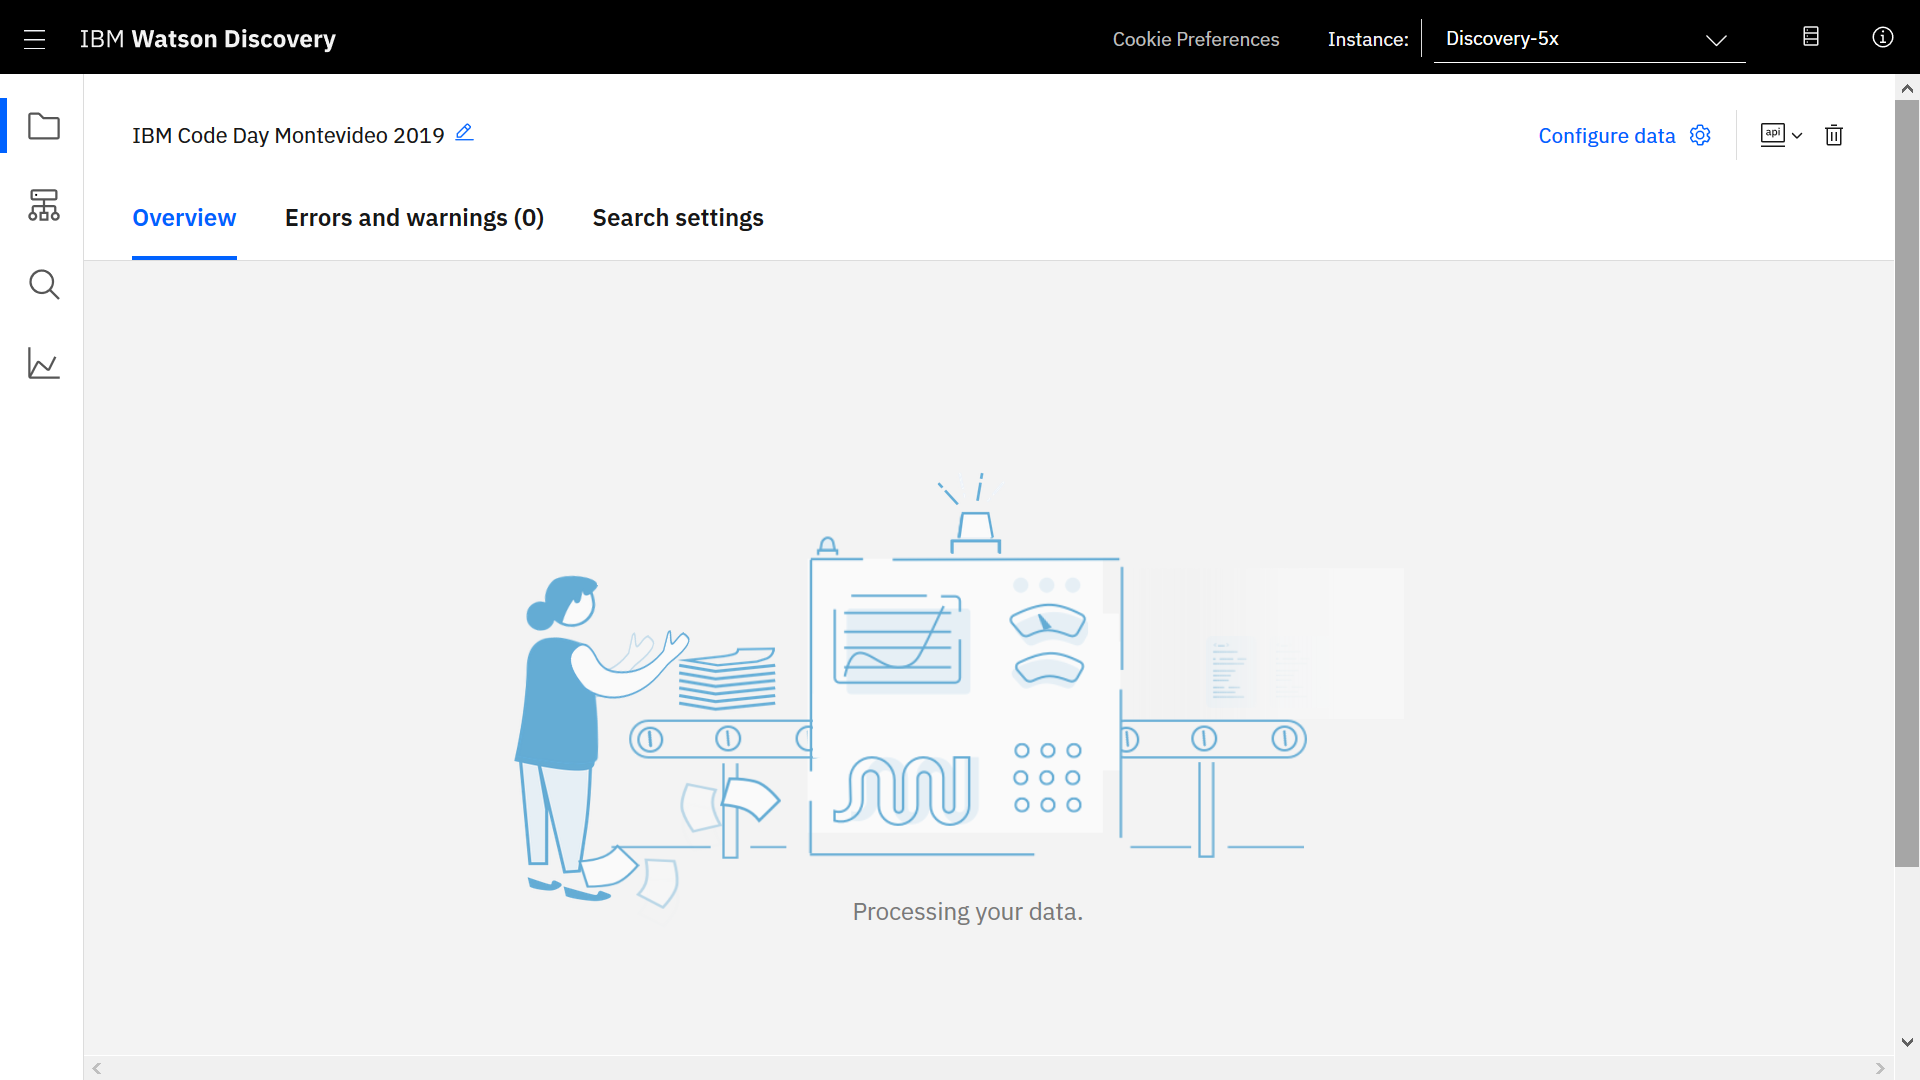 IBM Watson Discovery
Cookie Preferences
Instance:
Discovery-5x
IBM Code Day Montevideo 2019
Configure data
api
Overview
Errors and warnings (0)
Search settings
Processing your data.